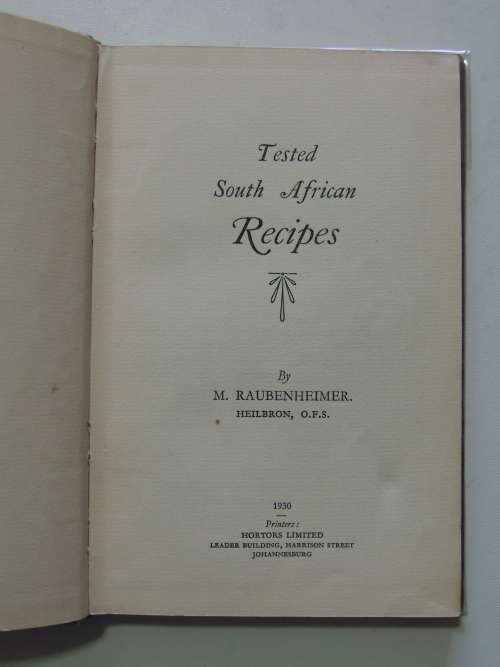 Tested
South African
Recipes
By
M. RAUBENHEIMER.
HEILBRON, O.F.S.
1930
Printers:
HORTORS LIMITED
LEADER BUILDING, HARRISON STREET
JOHANNESBURG